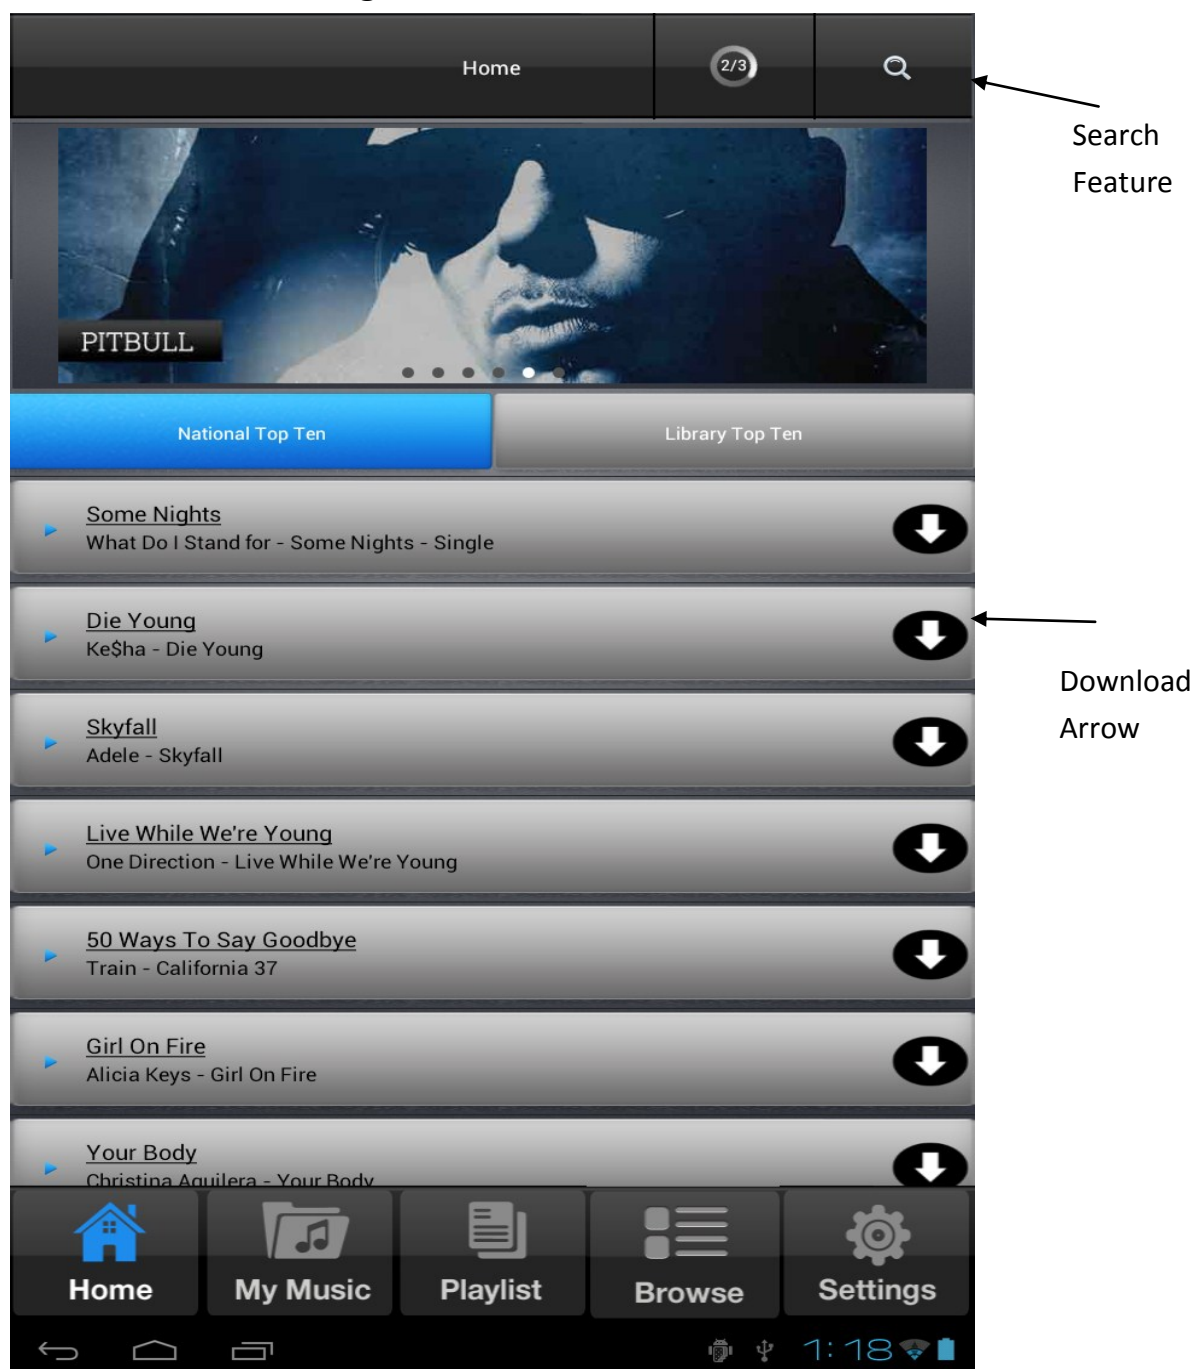 Home
2/3
Search
Feature
PITBULL
National Top Ten
Library Top Ten
Some Nights
What Do I Stand for - Some Nights - Single
Die Young
Ke$ha - Die Young
Download
Arrow
Skyfall
Adele - Skyfall
Live While We're Young
One Direction - Live While We're Young
50 Ways To Say Goodbye
Train - California 37
Girl On Fire
Alicia Keys - Girl On Fire
Your Body
Christina Aguilera - Your Body
Home
My Music
Playlist
Browse
Settings
1:18